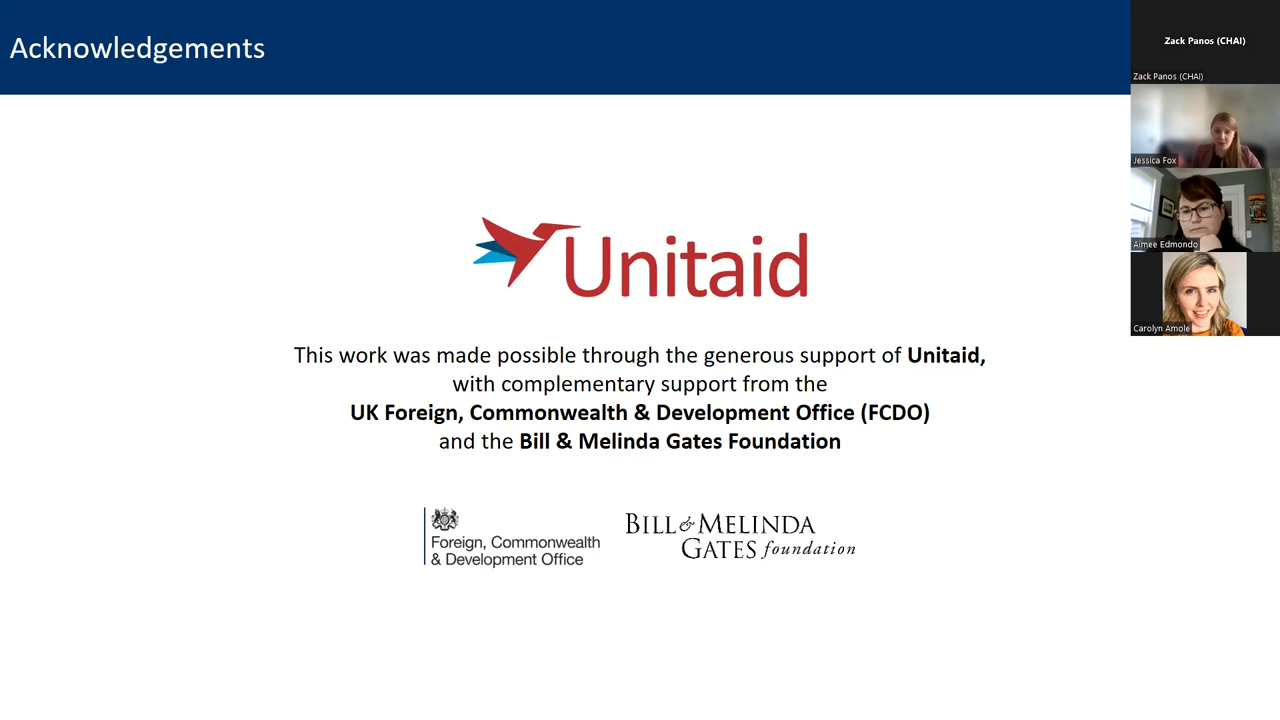 Acknowledgements
Zack Panos (CHAI)
Zack Panos (CHAI)
Jessica Fox
Aimee Edmondo
Carolyn Amole
Unitaid
This work was made possible through the generous support of Unitaid,
with complementary support from the
UK Foreign, Commonwealth & Development Office (FCDO)
and the Bill & Melinda Gates Foundation
Foreign, Commonwealth
& Development Office
BILL & MELINDA
GATES foundation